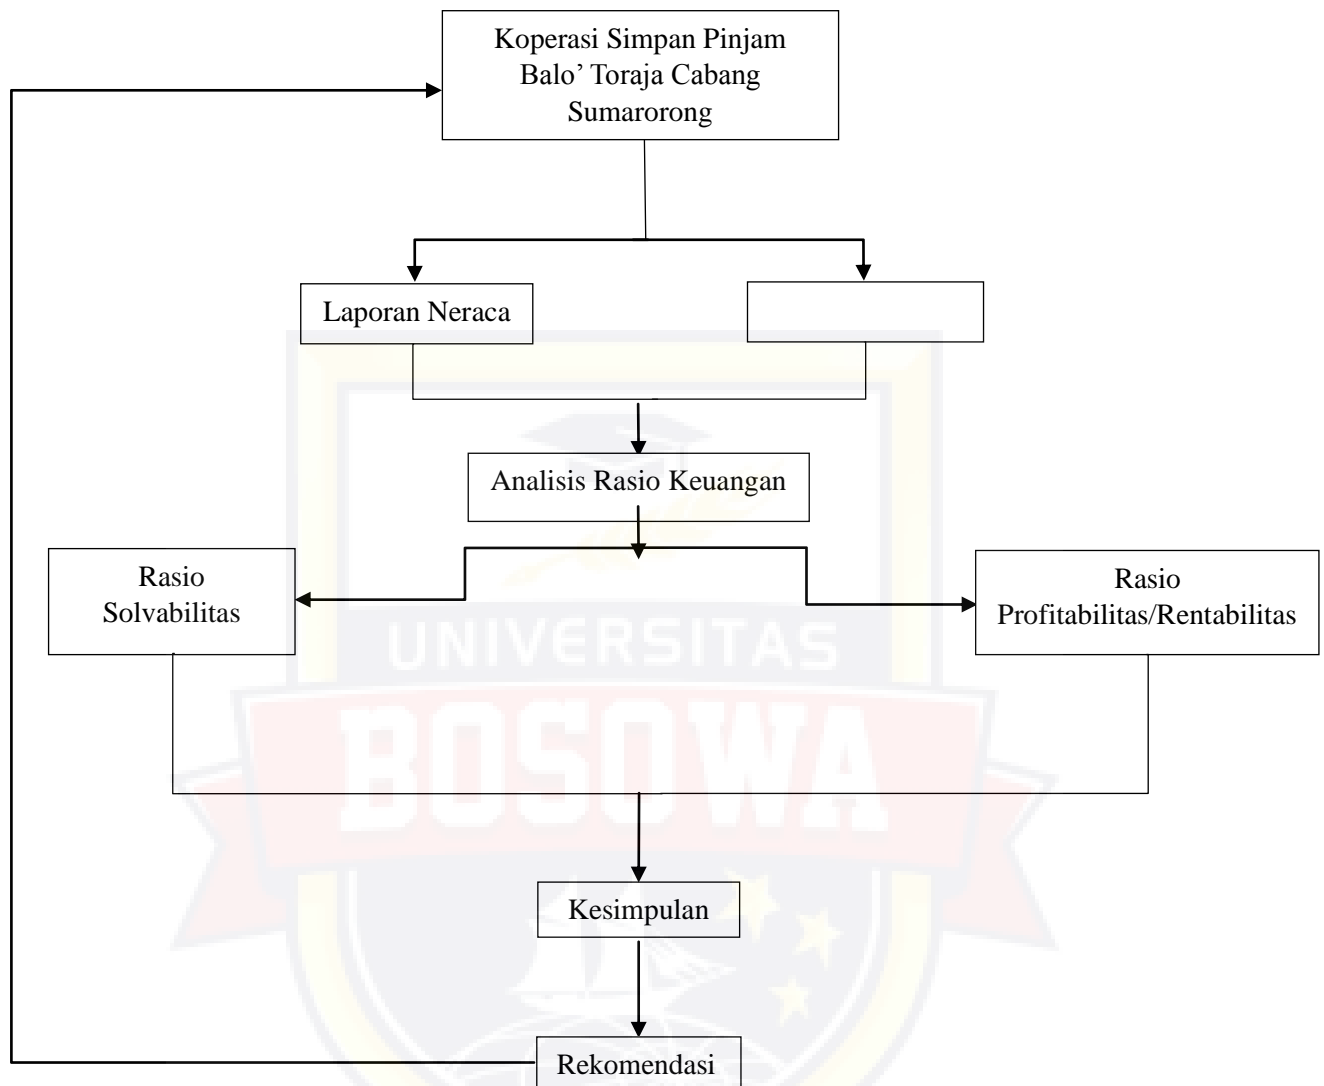 Koperasi Simpan Pinjam
Balo’ Toraja Cabang
Sumarorong
Laporan Neraca
Analisis Rasio Keuangan
Rasio
Solvabilitas
Rasio
Profitabilitas/Rentabilitas
UNIVERSITAS
BOSOWA
Kesimpulan
Rekomendasi